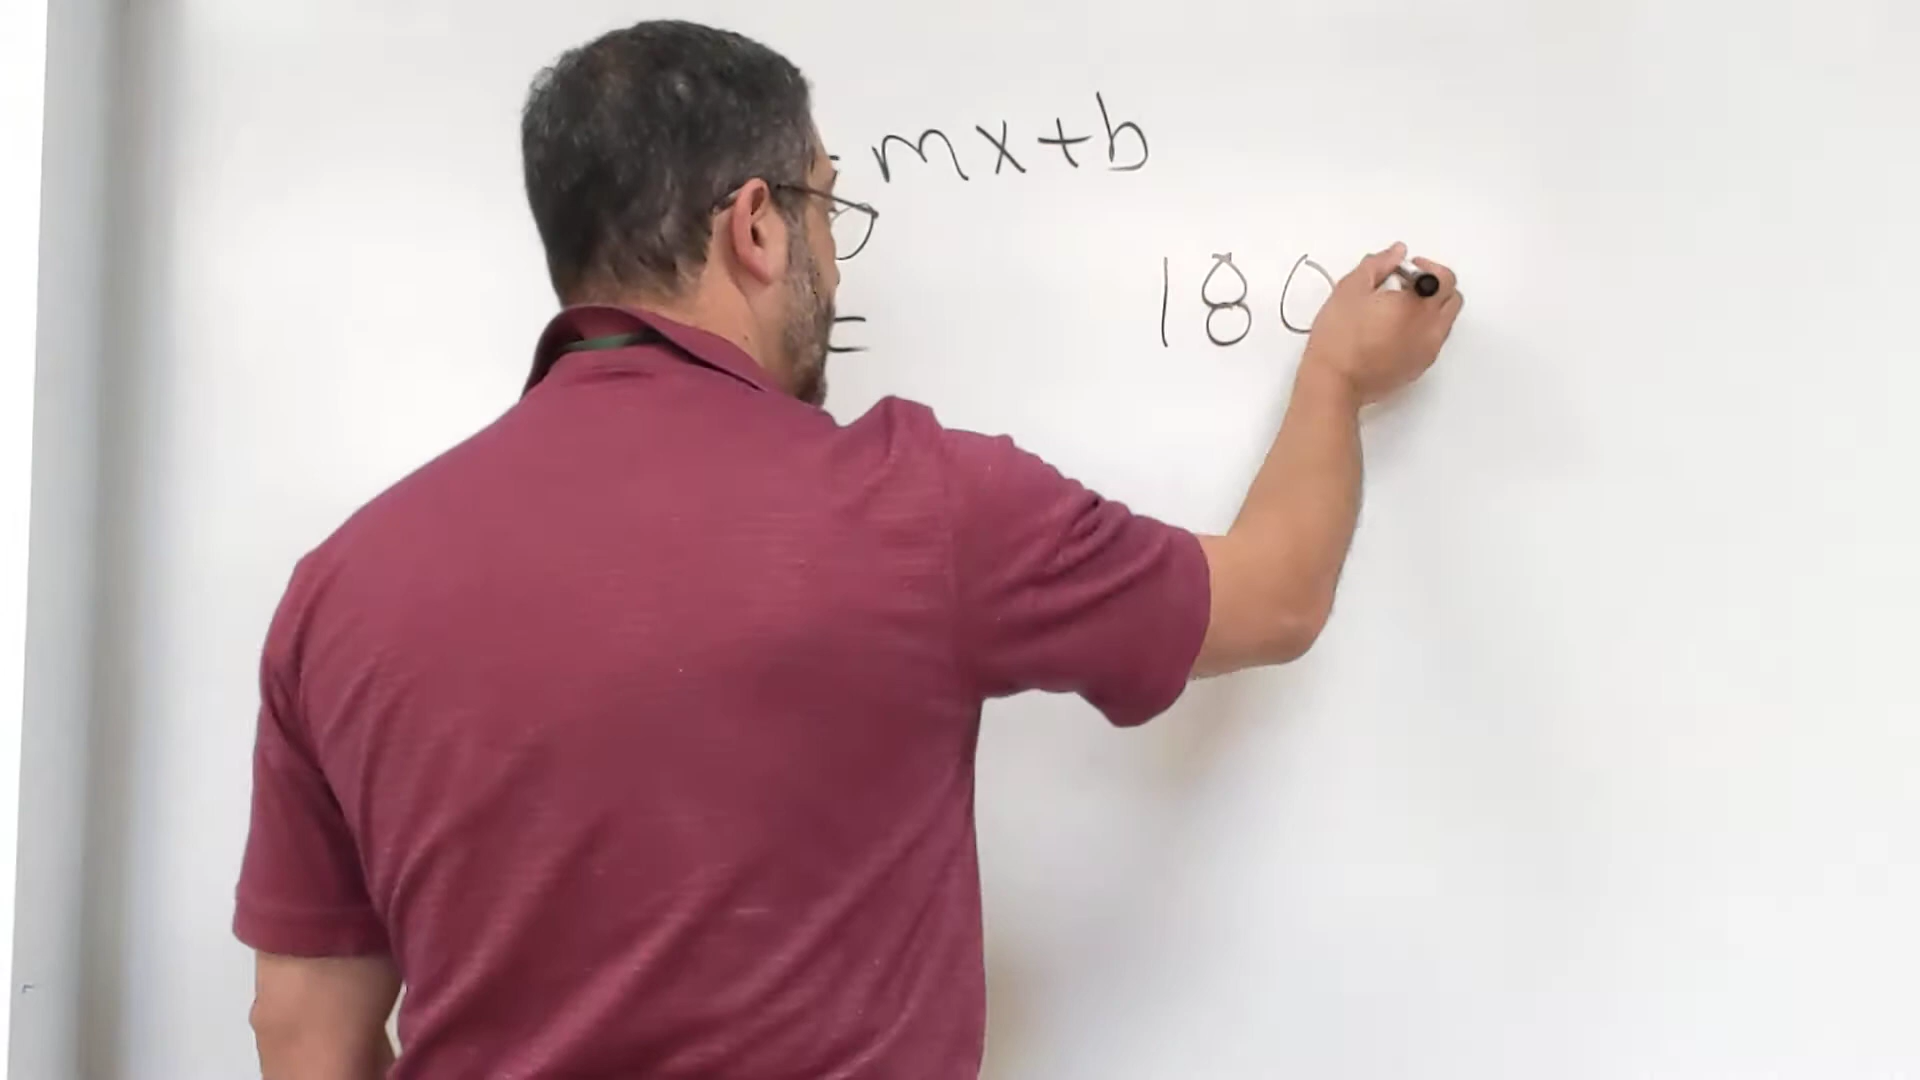 = mx+b
= 180